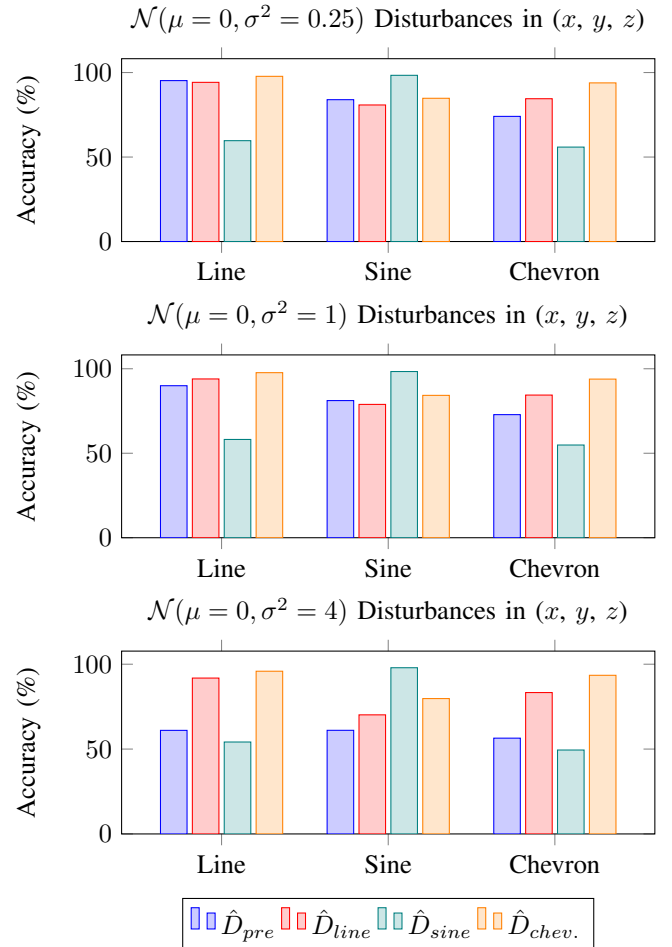 𝒩(μ = 0, σ² = 0.25) Disturbances in (x, y, z)
100
50
0
Accuracy (%)
Line Sine Chevron
𝒩(μ = 0, σ² = 1) Disturbances in (x, y, z)
100
50
0
Accuracy (%)
Line Sine Chevron
𝒩(μ = 0, σ² = 4) Disturbances in (x, y, z)
100
50
0
Accuracy (%)
Line Sine Chevron
D̂_pre D̂_line D̂_sine D̂_chev.